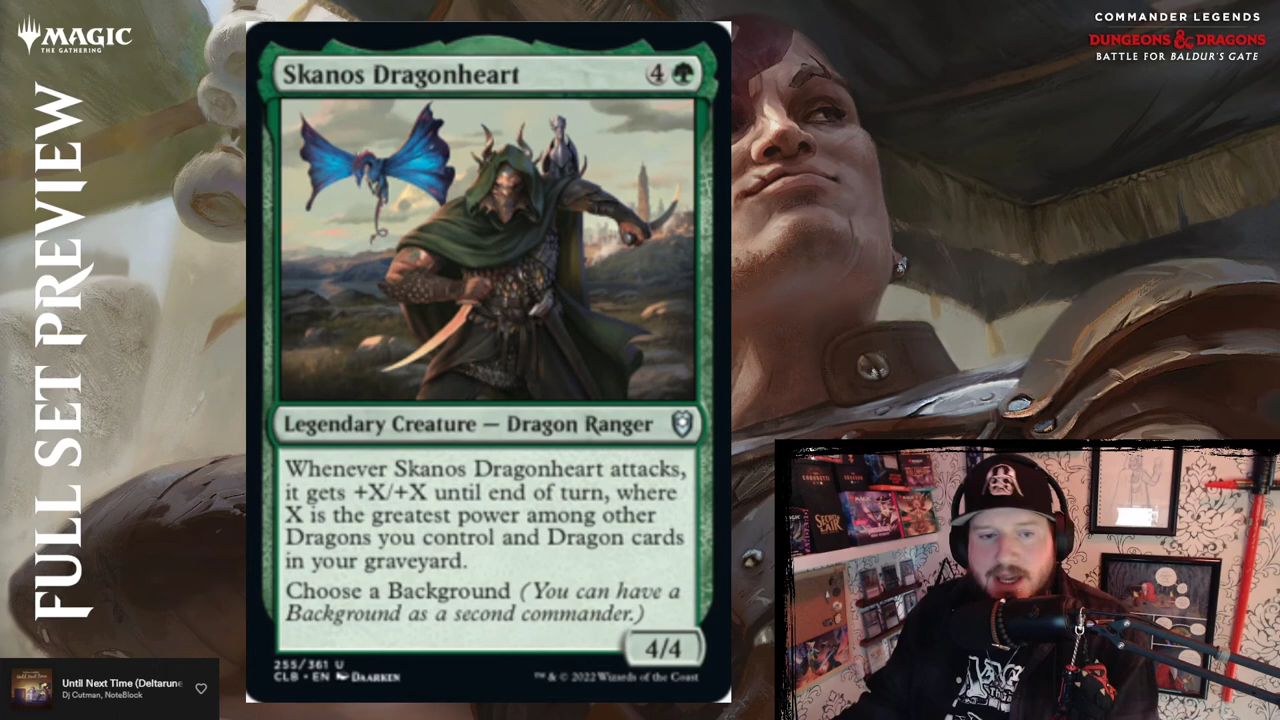 MAGIC
THE GATHERING
FULL SET PREVIEW
COMMANDER LEGENDS
DUNGEONS & DRAGONS
BATTLE FOR BALDUR'S GATE
Skanos Dragonheart 4
Legendary Creature — Dragon Ranger
Whenever Skanos Dragonheart attacks,
it gets +X/+X until end of turn, where
X is the greatest power among other
Dragons you control and Dragon cards
in your graveyard.
Choose a Background (You can have a
Background as a second commander.)
4/4
255/361 U
CLB • EN DAARKEN
™ & © 2022 Wizards of the Coast
Until Next Time (Deltarune
Dj Cutman, NoteBlock